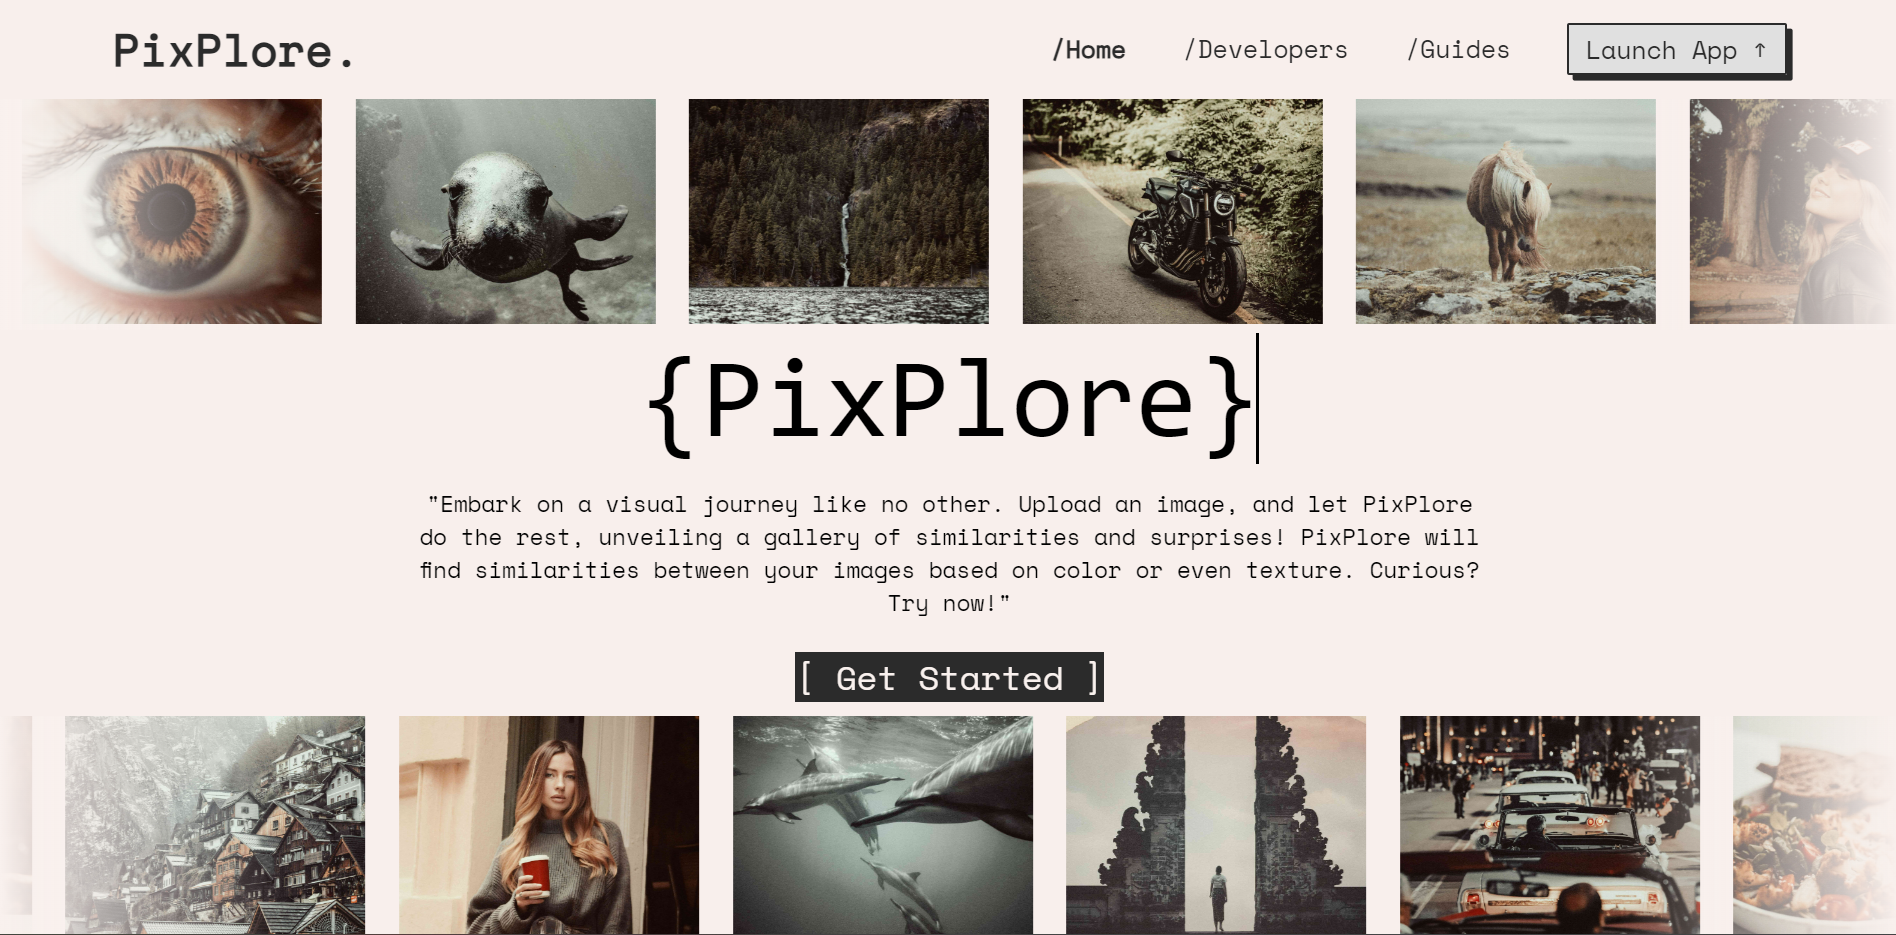 PixPlore.
/Home /Developers /Guides Launch App ↑
{PixPlore}
"Embark on a visual journey like no other. Upload an image, and let PixPlore
do the rest, unveiling a gallery of similarities and surprises! PixPlore will
find similarities between your images based on color or even texture. Curious?
Try now!"
[ Get Started ]